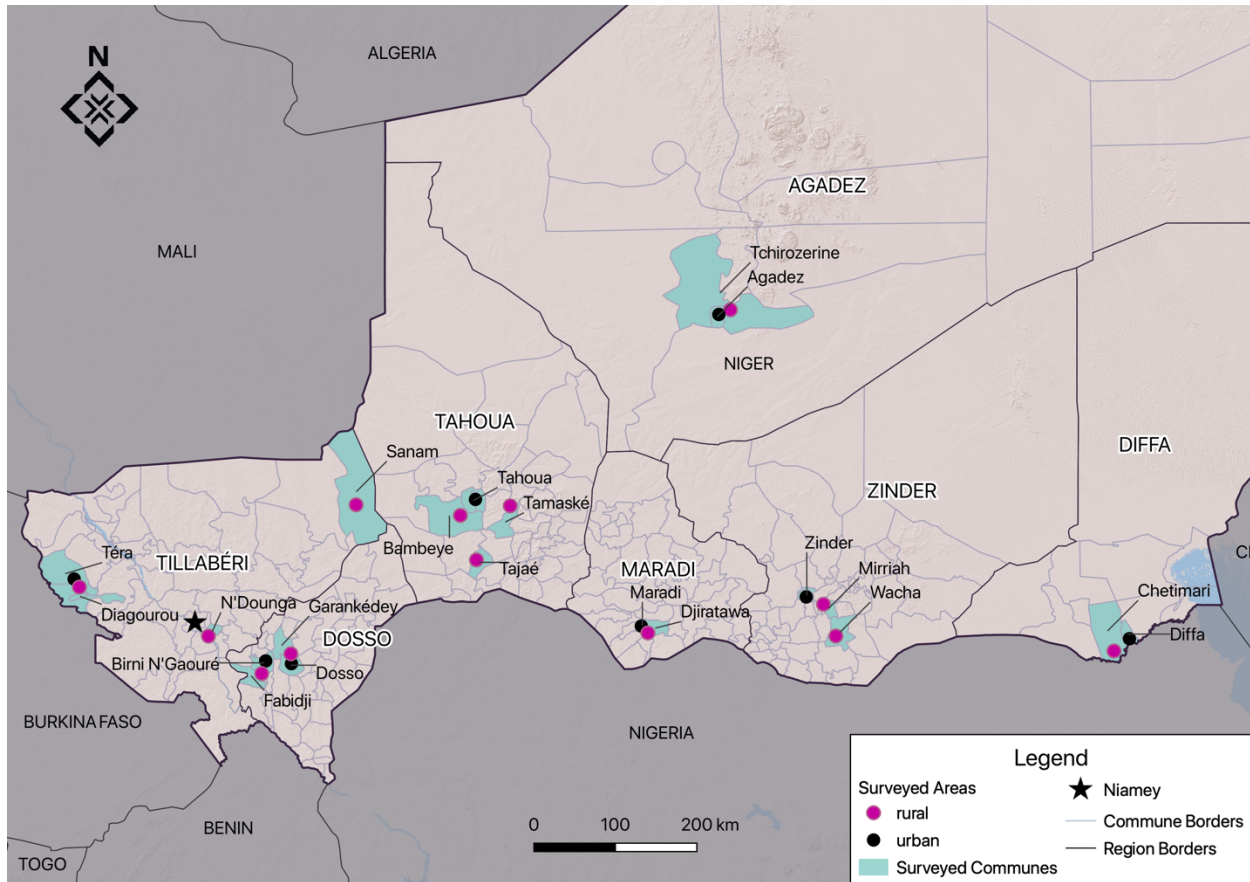 N
ALGERIA
MALI
AGADEZ
Tchirozerine
Agadez
NIGER
TAHOUA
Sanam
Tahoua
Tamaské
Bambeye
Tajaé
DIFFA
ZINDER
Zinder
Mirriah
Wacha
MARADI
Maradi
Djiratawa
Chetimari
Diffa
Téra
TILLABÉRI
Diagourou
N'Dounga
Garankédey
DOSSO
Birni N'Gaouré
Dosso
Fabidji
BURKINA FASO
NIGERIA
BENIN
TOGO
0 100 200 km
Legend
Surveyed Areas
rural
urban
Surveyed Communes
Niamey
Commune Borders
Region Borders